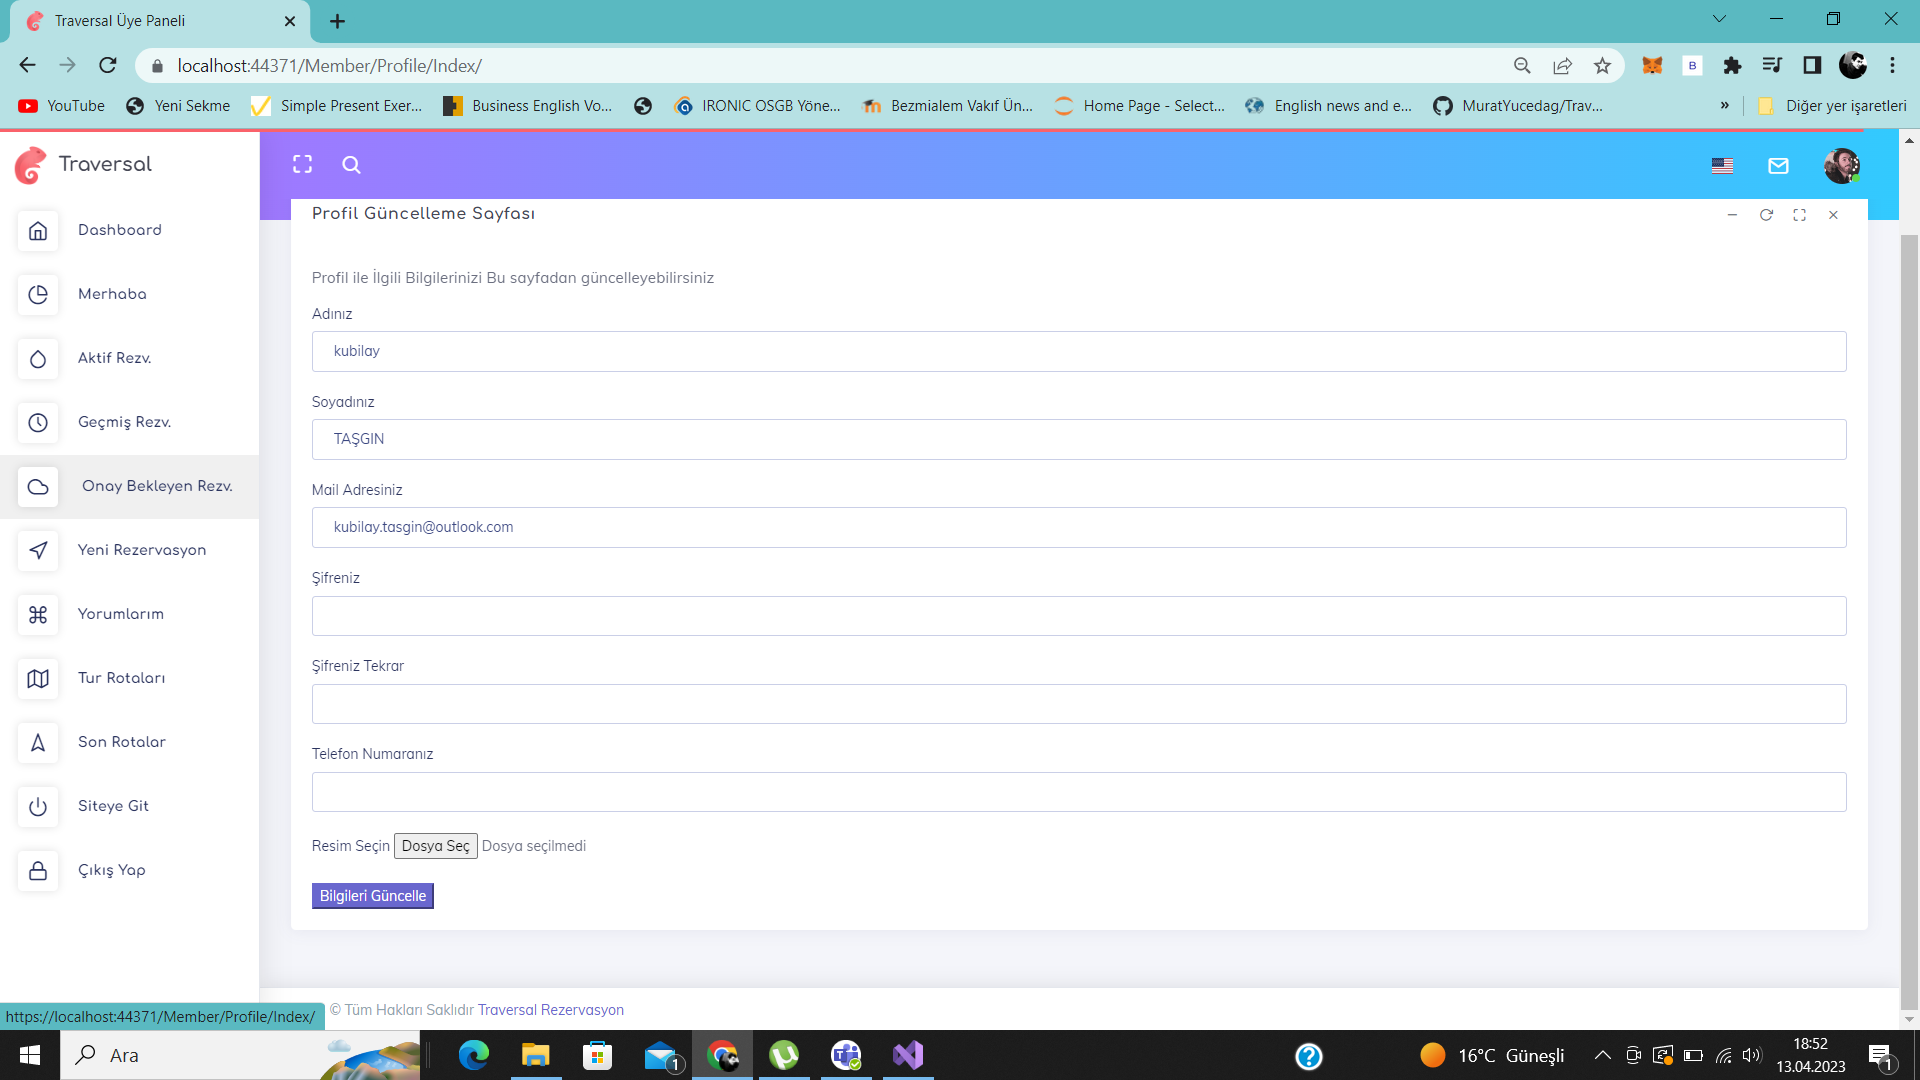 Traversal Üye Paneli
localhost:44371/Member/Profile/Index/
B
YouTube
Yeni Sekme
Simple Present Exer...
Business English Vo...
IRONIC OSGB Yöne...
Bezmialem Vakıf Ün...
Home Page - Select...
English news and e...
MuratYucedag/Trav...
»
Diğer yer işaretleri
Traversal
Dashboard
Merhaba
Aktif Rezv.
Geçmiş Rezv.
Onay Bekleyen Rezv.
Yeni Rezervasyon
Yorumlarım
Tur Rotaları
Son Rotalar
Siteye Git
Çıkış Yap
Profil Güncelleme Sayfası
Profil ile İlgili Bilgilerinizi Bu sayfadan güncelleyebilirsiniz
Adınız
kubilay
Soyadınız
TAŞGIN
Mail Adresiniz
kubilay.tasgin@outlook.com
Şifreniz
Şifreniz Tekrar
Telefon Numaranız
Resim Seçin Dosya Seç Dosya seçilmedi
Bilgileri Güncelle
© Tüm Hakları Saklıdır Traversal Rezervasyon
https://localhost:44371/Member/Profile/Index/
Ara
1
16°C Güneşli
18:52
13.04.2023
1